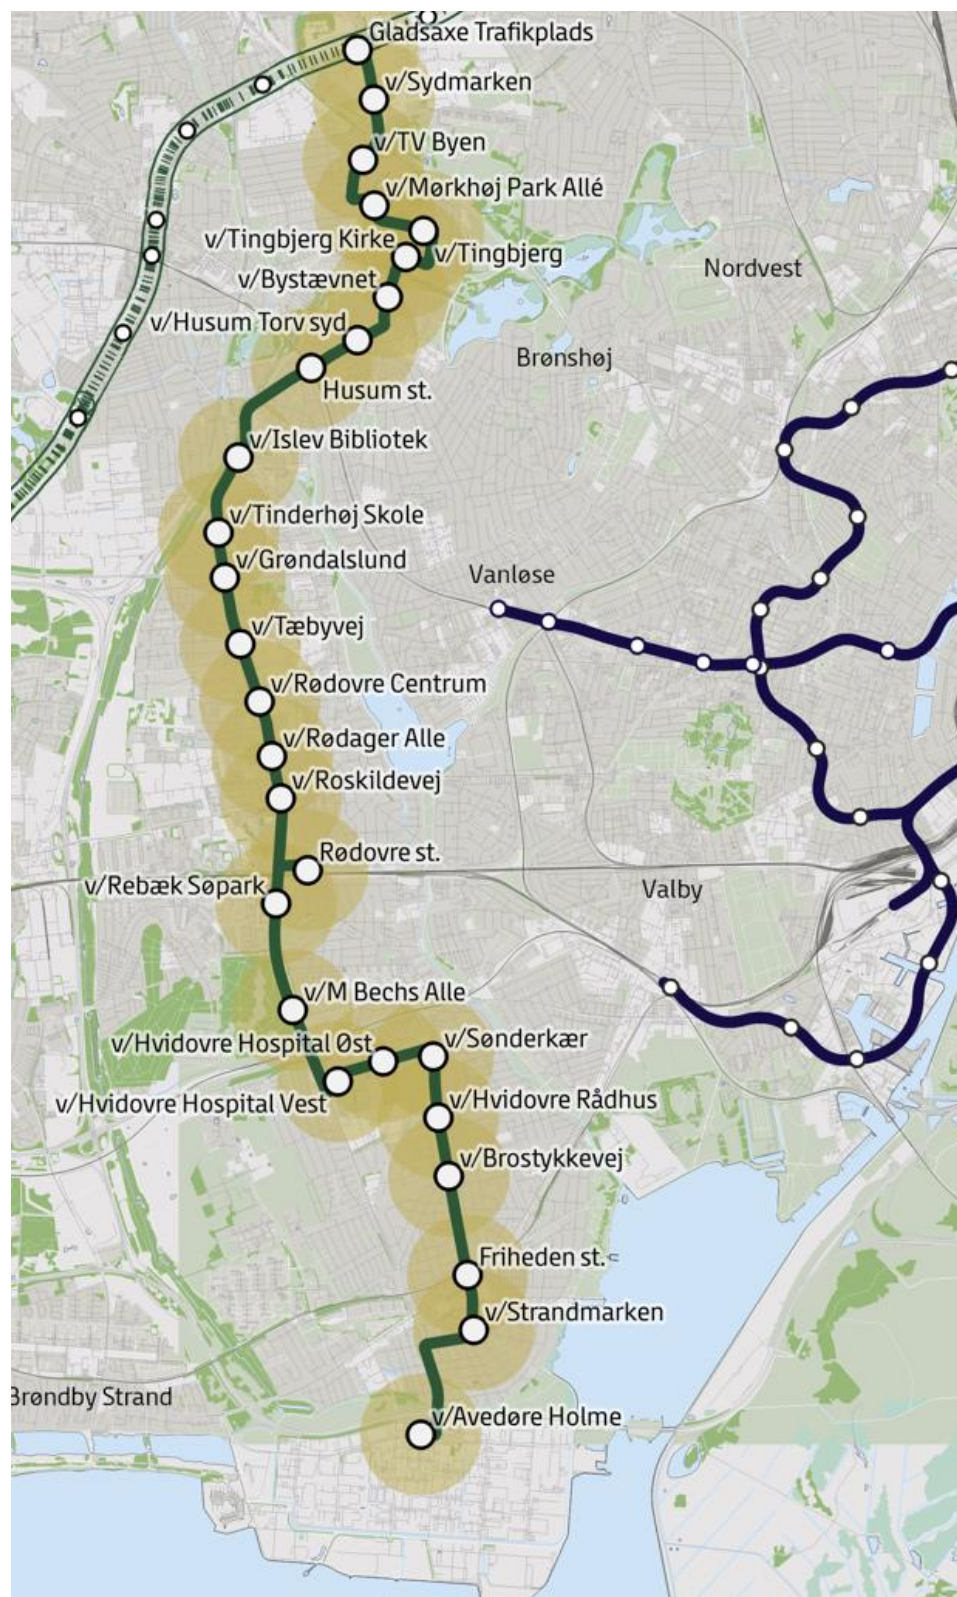 Gladsaxe Trafikplads
v/Sydmarken
v/TV Byen
v/Mørkhøj Park Allé
v/Tingbjerg Kirke
v/Tingbjerg
Nordvest
v/Bystævnet
v/Husum Torv syd
Brønshøj
Husum st.
v/Islev Bibliotek
v/Tinderhøj Skole
v/Grøndalslund
Vanløse
v/Tæbyvej
v/Rødovre Centrum
v/Rødager Alle
v/Roskildevej
Rødovre st.
v/Rebæk Søpark
Valby
v/M Bechs Alle
v/Hvidovre Hospital Øst
v/Sønderkær
v/Hvidovre Hospital Vest
v/Hvidovre Rådhus
v/Brostykkevej
Friheden st.
v/Strandmarken
Brøndby Strand
v/Avedøre Holme